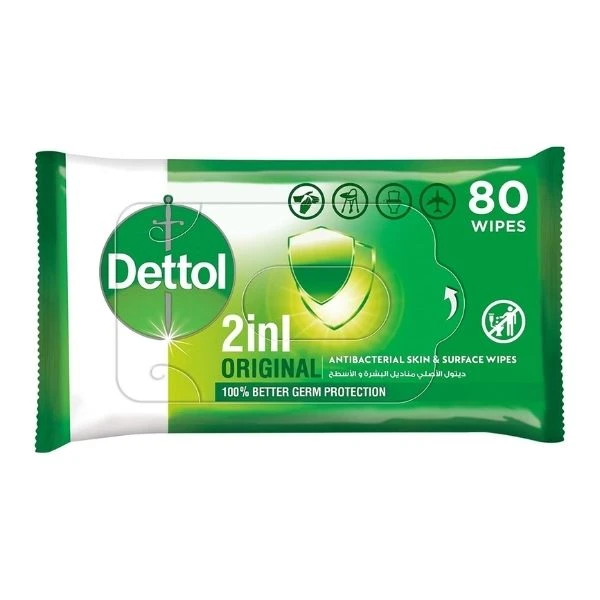 80
WIPES
Dettol
2in1
ORIGINAL
ANTIBACTERIAL SKIN & SURFACE WIPES
ديتول الأصلي مناديل البشرة و الأسطح
100% BETTER GERM PROTECTION